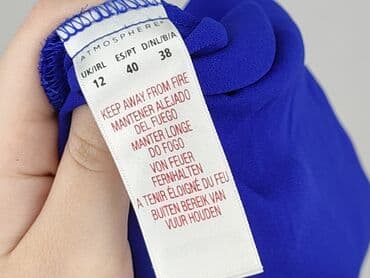 ATMOSPHERE®
UK/IRL ES/PT D/NL/B/A
12 40 38
KEEP AWAY FROM FIRE
MANTENER ALEJADO
DEL FUEGO
MANTER LONGE
DO FOGO
VON FEUER
FERNHALTEN
A TENIR ÉLOIGNÉ DU FEU
BUITEN BEREIK VAN
VUUR HOUDEN